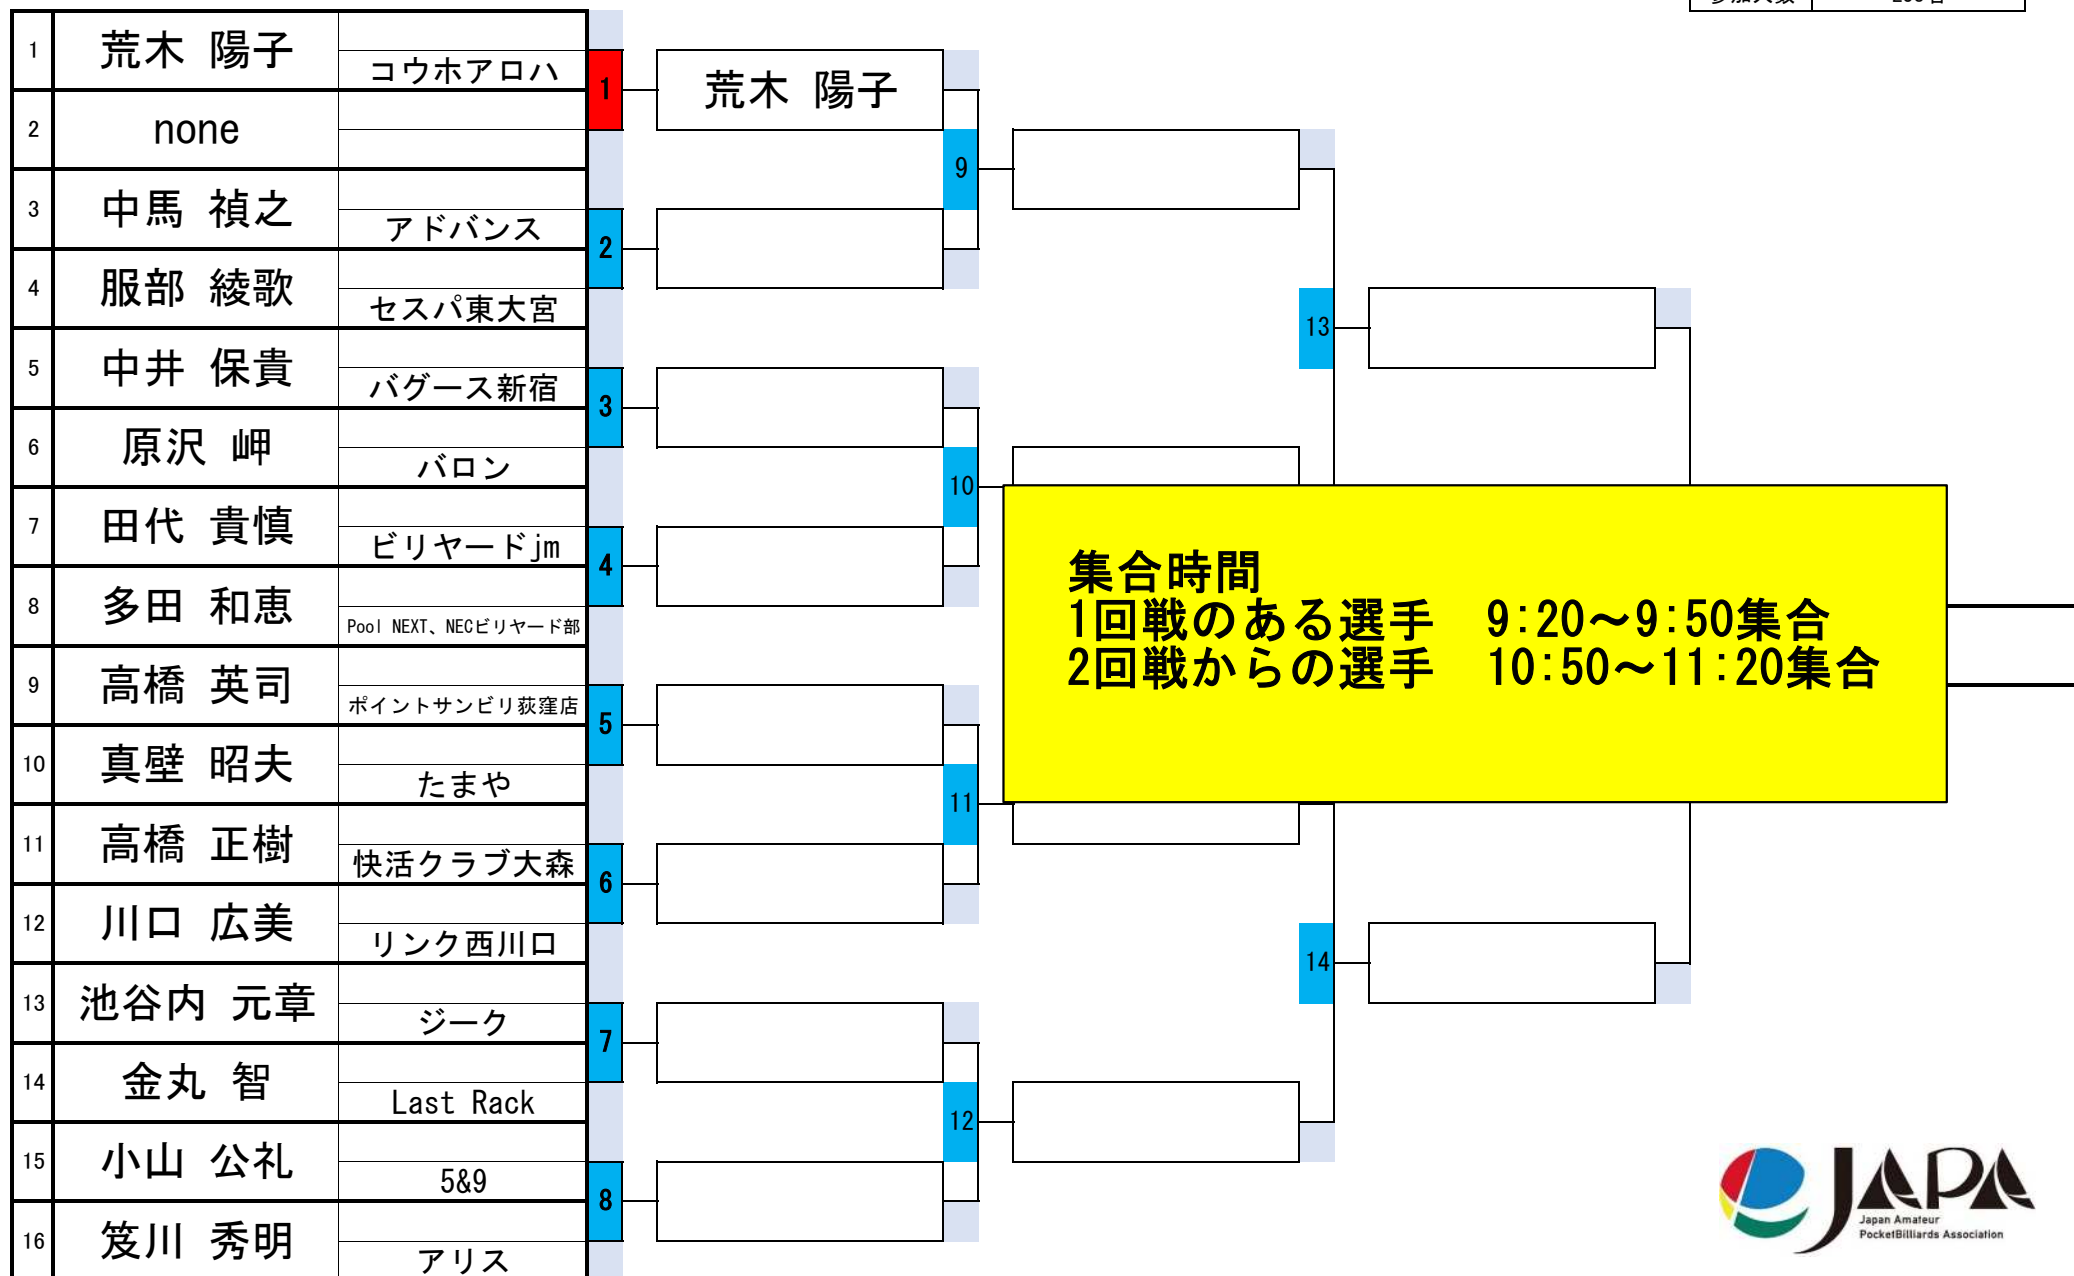 1 荒木 陽子 コウホアロハ
2 none
3 中馬 禎之 アドバンス
4 服部 綾歌 セスパ東大宮
5 中井 保貴 バグース新宿
6 原沢 岬 バロン
7 田代 貴慎 ビリヤードjm
8 多田 和恵 Pool NEXT、NECビリヤード部
9 高橋 英司 ポイントサンビリ荻窪店
10 真壁 昭夫 たまや
11 高橋 正樹 快活クラブ大森
12 川口 広美 リンク西川口
13 池谷内 元章 ジーク
14 金丸 智 Last Rack
15 小山 公礼 5&9
16 笈川 秀明 アリス
1
2
3
4
5
6
7
8
荒木 陽子
9
10
11
12
13
14
集合時間
1回戦のある選手 9:20～9:50集合
2回戦からの選手 10:50～11:20集合
JAPA
Japan Amateur
PocketBilliards Association